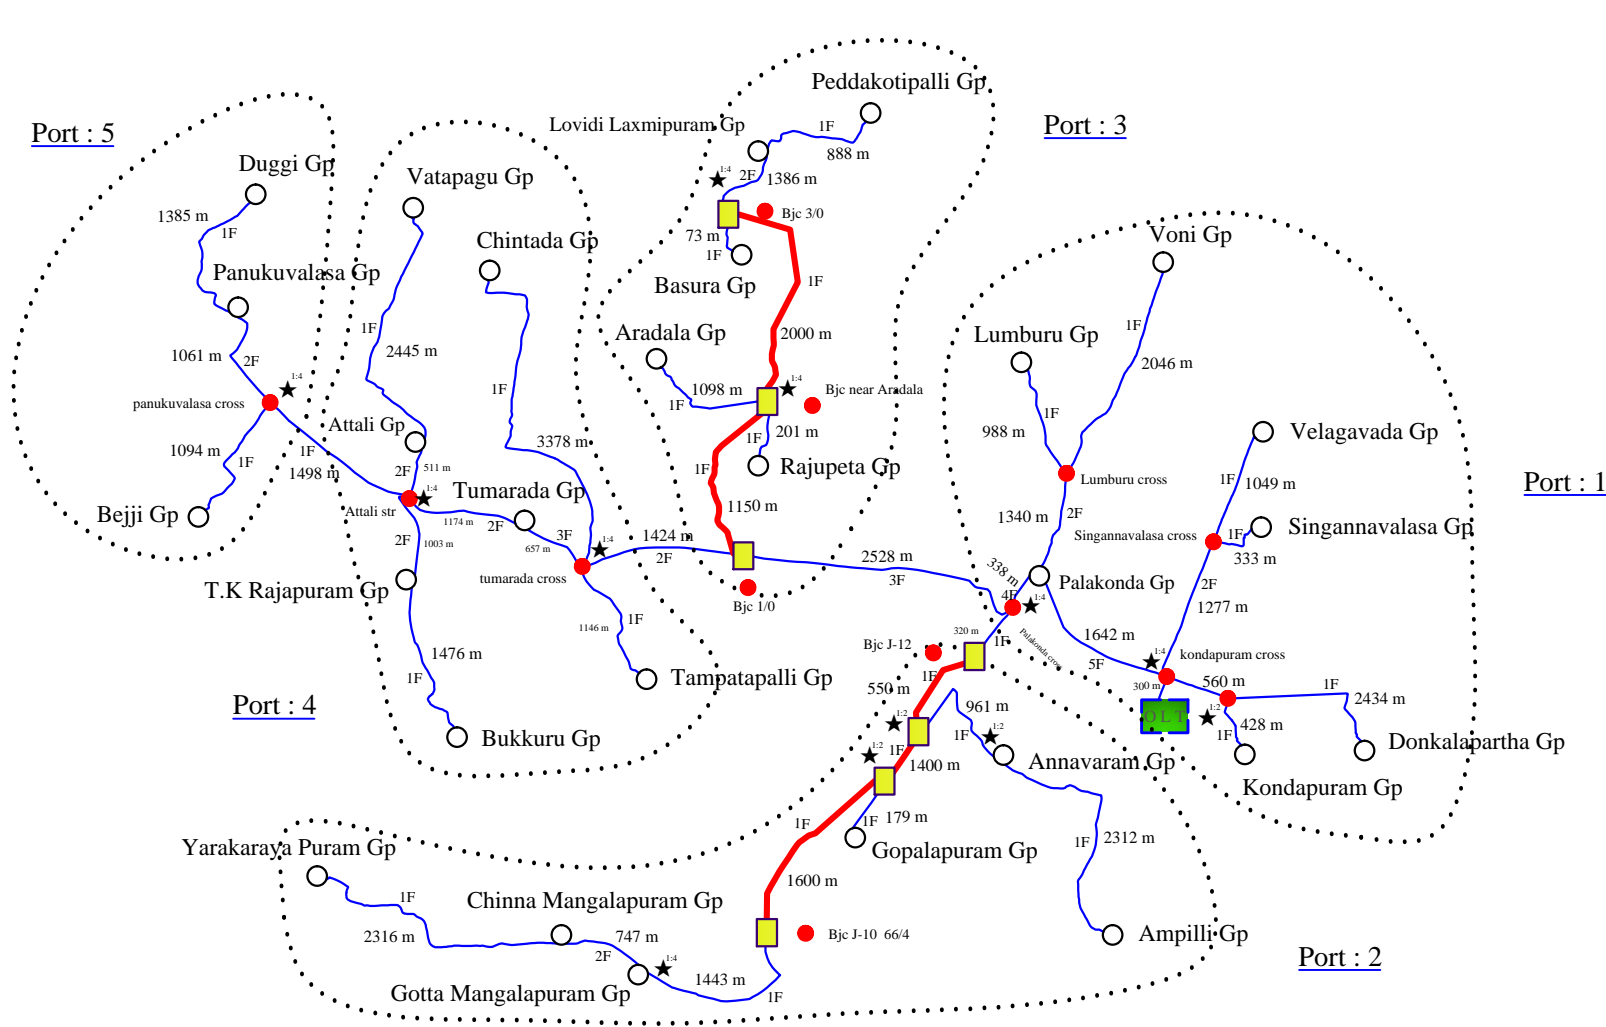 Peddakotipalli Gp
Port : 3
Lovidi Laxmipuram Gp
1F
888 m
Port : 5
Duggi Gp
Vatapagu Gp
1:4
2F
1386 m
1385 m
1F
Bjc 3/0
73 m
1F
Chintada Gp
Voni Gp
Panukuvalasa Gp
Basura Gp
1F
1F
2445 m
Aradala Gp
2000 m
Lumburu Gp
1F
2046 m
1061 m
2F
1:4
1F
1098 m
1F
1:4
Bjc near Aradala
panukuvalasa cross
Attali Gp
1F
201 m
1F
988 m
Velagavada Gp
1094 m
1F
1F
1498 m
3378 m
2F
511 m
1F
Rajupeta Gp
Lumburu cross
1F
1049 m
Port : 1
Bejji Gp
1:4
Attali str
Tumarada Gp
1174 m
2F
1150 m
1340 m
2F
Singannavalasa cross
Singannavalasa Gp
1F
333 m
2F
1003 m
3F
657 m
1:4
1424 m
2F
2528 m
3F
tumarada cross
T.K Rajapuram Gp
Bjc 1/0
338 m
4F
1:4
Palakonda Gp
2F
1277 m
1146 m
1F
Bjc J-12
320 m
1F
Palakonda cross
1642 m
5F
1:4
kondapuram cross
1476 m
1F
Tampatapalli Gp
1F
550 m
300 m
560 m
1F
2434 m
Port : 4
Bukkuru Gp
1:2
961 m
1F
1:2
OLT
1:2
428 m
1F
Donkalapartha Gp
1:2
1F
1400 m
Annavaram Gp
Kondapuram Gp
1F
1F
179 m
Gopalapuram Gp
1F
2312 m
Yarakaraya Puram Gp
1600 m
1F
Chinna Mangalapuram Gp
2316 m
747 m
2F
Bjc J-10 66/4
Ampilli Gp
Port : 2
1:4
1443 m
1F
Gotta Mangalapuram Gp